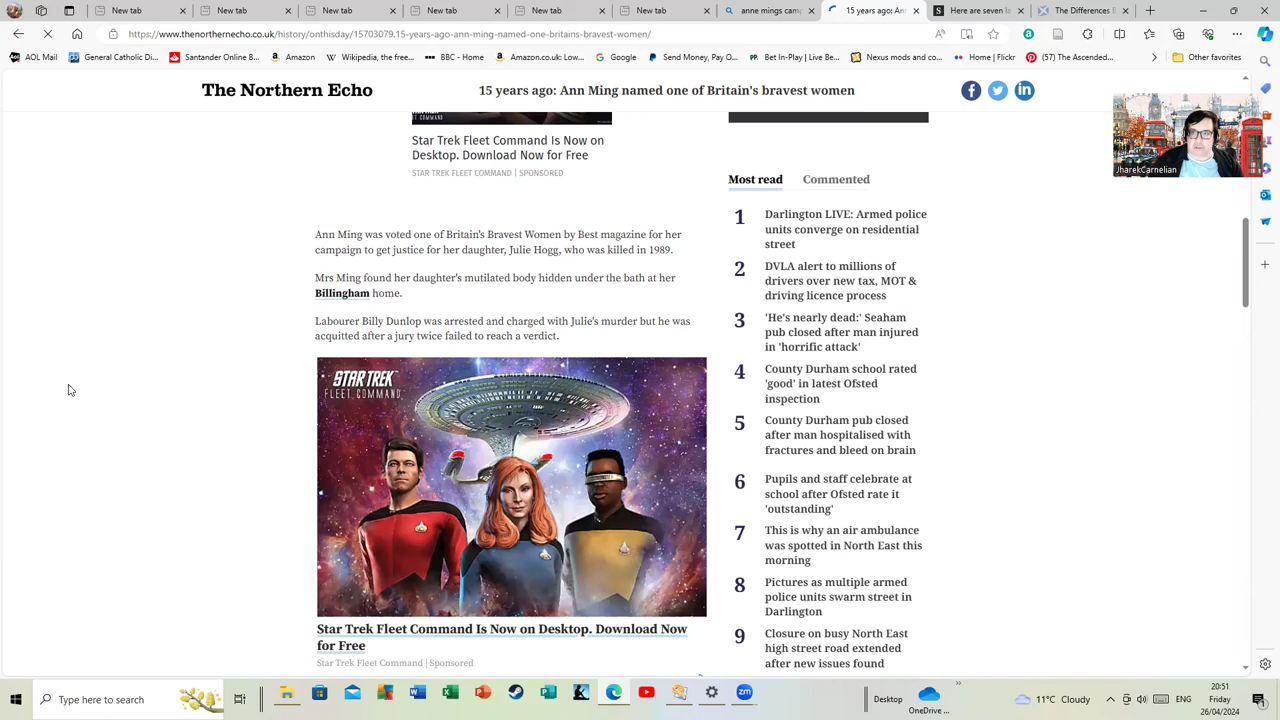 New tab
anne ming - Search
15 years ago: A
Here are seven la
The Differences b
https://www.thenorthernecho.co.uk/history/onthisday/15703079.15-years-ago-ann-ming-named-one-britains-bravest-women/
AOL Mail
General Catholic Di...
Santander Online B...
Amazon
Wikipedia, the free...
BBC - Home
Amazon.co.uk: Low...
Google
Send Money, Pay O...
Bet In-Play | Live Be...
Nexus mods and co...
Home | Flickr
(57) The Ascended...
Other favorites
The Northern Echo
15 years ago: Ann Ming named one of Britain's bravest women
JharekCarnelian
Star Trek Fleet Command Is Now on
Desktop. Download Now for Free
STAR TREK FLEET COMMAND | SPONSORED
Ann Ming was voted one of Britain's Bravest Women by Best magazine for her
campaign to get justice for her daughter, Julie Hogg, who was killed in 1989.
Mrs Ming found her daughter's mutilated body hidden under the bath at her
Billingham home.
Labourer Billy Dunlop was arrested and charged with Julie's murder but he was
acquitted after a jury twice failed to reach a verdict.
STAR TREK
FLEET COMMAND
Star Trek Fleet Command Is Now on Desktop. Download Now
for Free
Star Trek Fleet Command | Sponsored
Most read
Commented
1
Darlington LIVE: Armed police
units converge on residential
street
2
DVLA alert to millions of
drivers over new tax, MOT &
driving licence process
3
'He's nearly dead:' Seaham
pub closed after man injured
in 'horrific attack'
4
County Durham school rated
'good' in latest Ofsted
inspection
5
County Durham pub closed
after man hospitalised with
fractures and bleed on brain
6
Pupils and staff celebrate at
school after Ofsted rate it
'outstanding'
7
This is why an air ambulance
was spotted in North East this
morning
8
Pictures as multiple armed
police units swarm street in
Darlington
9
Closure on busy North East
high street road extended
after new issues found
Type here to search
Desktop
OneDrive ...
11°C Cloudy
ENG
20:51
Friday
26/04/2024